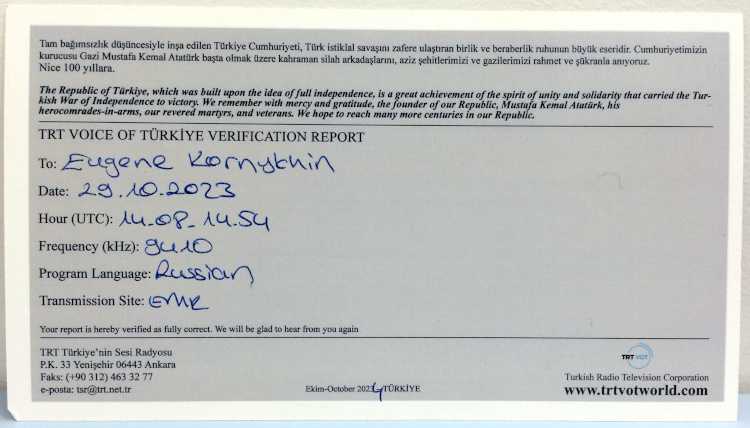 Tam bağımsızlık düşüncesiyle inşa edilen Türkiye Cumhuriyeti, Türk istiklal savaşını zafere ulaştıran birlik ve beraberlik ruhunun büyük eseridir. Cumhuriyetimizin
kurucusu Gazi Mustafa Kemal Atatürk başta olmak üzere kahraman silah arkadaşlarını, aziz şehitlerimizi ve gazilerimizi rahmet ve şükranla anıyoruz.
Nice 100 yıllara.
The Republic of Türkiye, which was built upon the idea of full independence, is a great achievement of the spirit of unity and solidarity that carried the Tur-
kish War of Independence to victory. We remember with mercy and gratitude, the founder of our Republic, Mustafa Kemal Atatürk, his
herocomrades-in-arms, our revered martyrs, and veterans. We hope to reach many more centuries in our Republic.
TRT VOICE OF TÜRKİYE VERIFICATION REPORT
To: Eugene Kornykhin
Date: 29.10.2023
Hour (UTC): 14.08-14.54
Frequency (kHz): 9410
Program Language: Russian
Transmission Site: EMR
Your report is hereby verified as fully correct. We will be glad to hear from you again
TRT Türkiye'nin Sesi Radyosu
P.K. 33 Yenişehir 06443 Ankara
Faks: (+90 312) 463 32 77
e-posta: tsr@trt.net.tr
Ekim-October 2024 TÜRKİYE
TRT VOT
Turkish Radio Television Corporation
www.trtvotworld.com